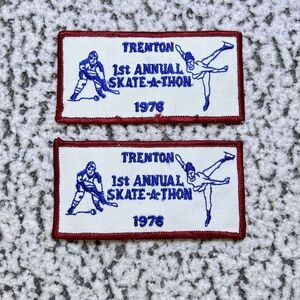 TRENTON
1st ANNUAL
SKATE-A-THON
1976
TRENTON
1st ANNUAL
SKATE-A-THON
1976